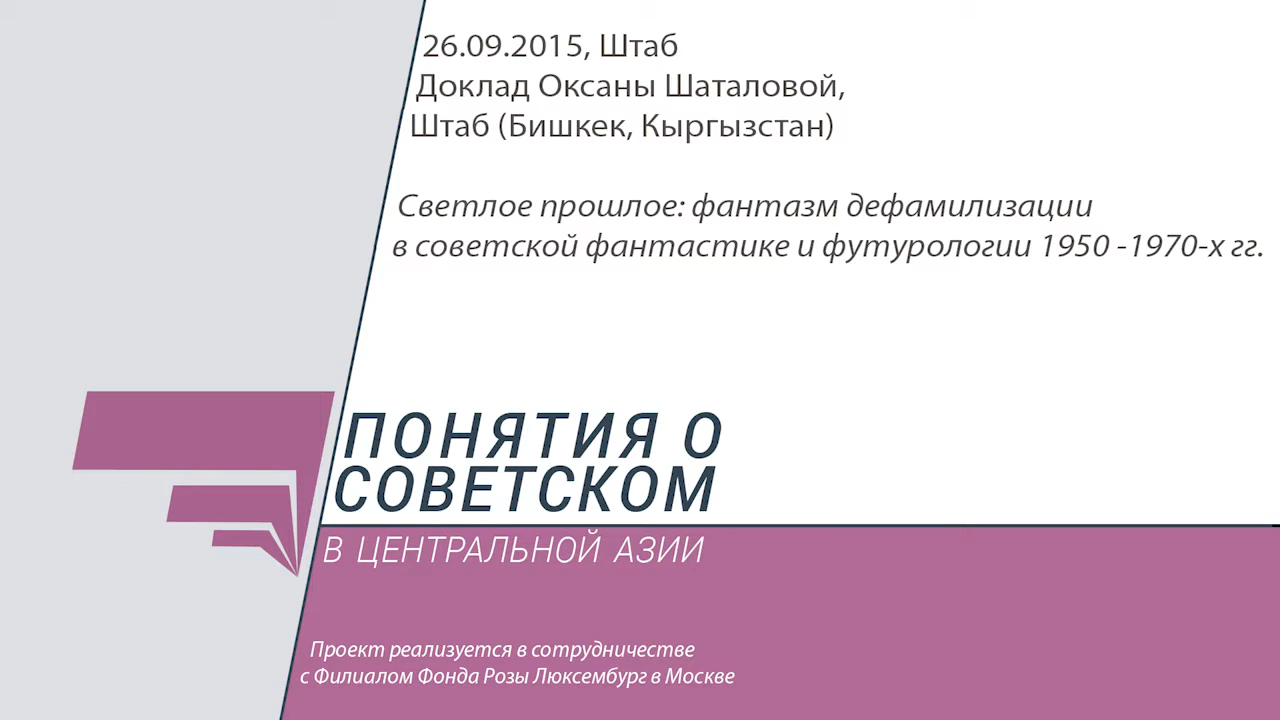 26.09.2015, Штаб
Доклад Оксаны Шаталовой,
Штаб (Бишкек, Кыргызстан)
Светлое прошлое: фантазм дефамилизации
в советской фантастике и футурологии 1950 -1970-х гг.
ПОНЯТИЯ О
СОВЕТСКОМ
В ЦЕНТРАЛЬНОЙ АЗИИ
Проект реализуется в сотрудничестве
с Филиалом Фонда Розы Люксембург в Москве